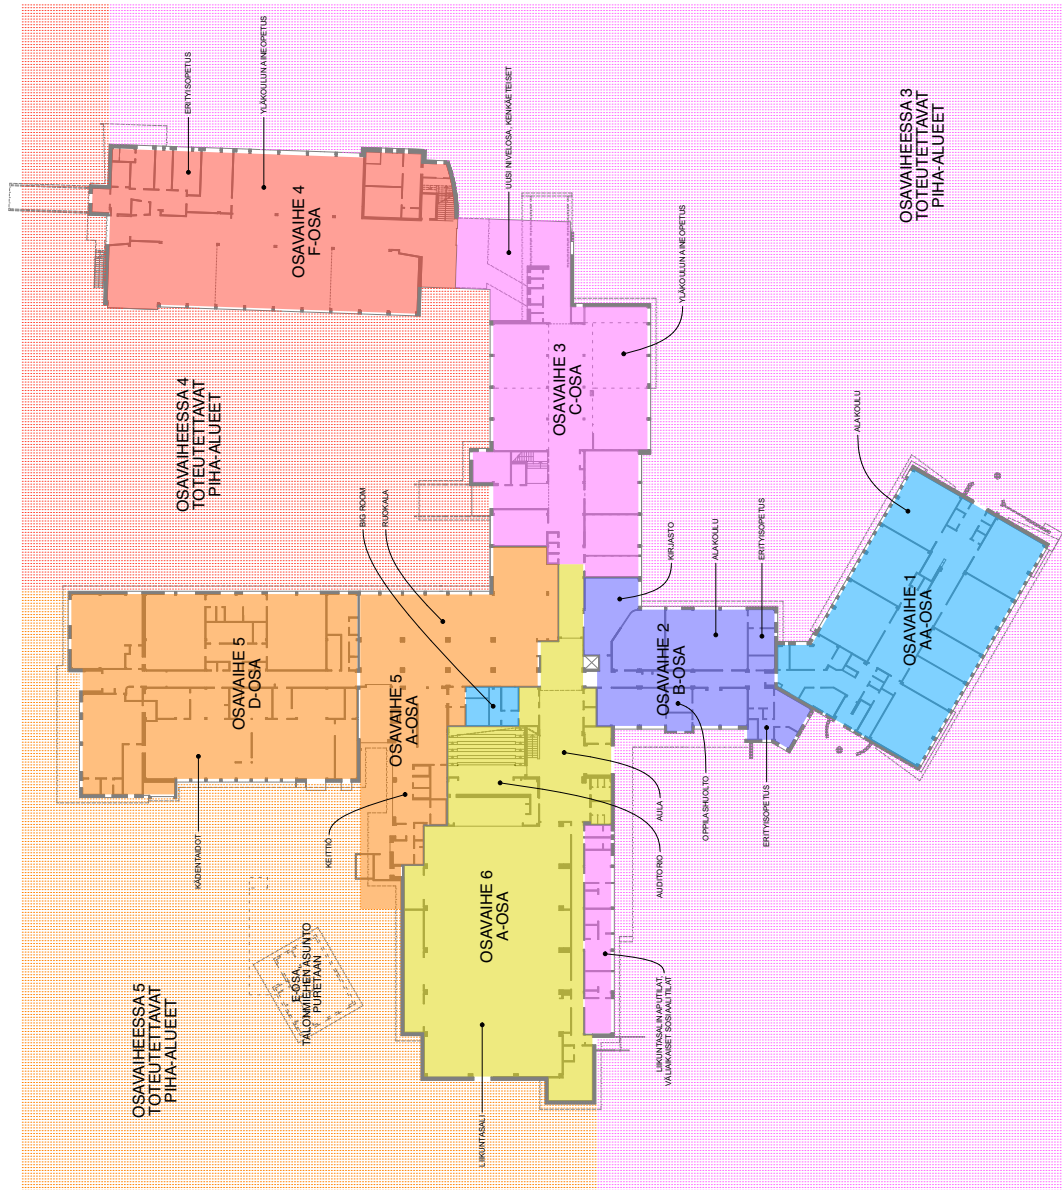 ERITYISOPETUS
YLÄKOULUN AINEOPETUS
OSAVAIHE 4
F-OSA
UUSI NIVELOSA, KENKÄETEISET
OSAVAIHEESSA 3
TOTEUTETTAVAT
PIHA-ALUEET
YLÄKOULUN AINEOPETUS
OSAVAIHE 3
C-OSA
OSAVAIHEESSA 4
TOTEUTETTAVAT
PIHA-ALUEET
ALAKOULU
BIG ROOM
RUOKALA
KIRJASTO
ALAKOULU
ERITYISOPETUS
OSAVAIHE 1
AA-OSA
OSAVAIHE 2
B-OSA
OSAVAIHE 5
D-OSA
OSAVAIHE 5
A-OSA
KÄDENTAIDOT
KEITTIÖ
AULA
AUDITORIO
OPPILASHUOLTO
ERITYISOPETUS
OSAVAIHE 6
A-OSA
E-OSA,
TALONMIEHEN ASUNTO
PURETAAN
OSAVAIHEESSA 5
TOTEUTETTAVAT
PIHA-ALUEET
LIIKUNTASALI
LIIKUNTASALIN APUTILAT,
VÄLIAIKAISET SOSIAALITILAT